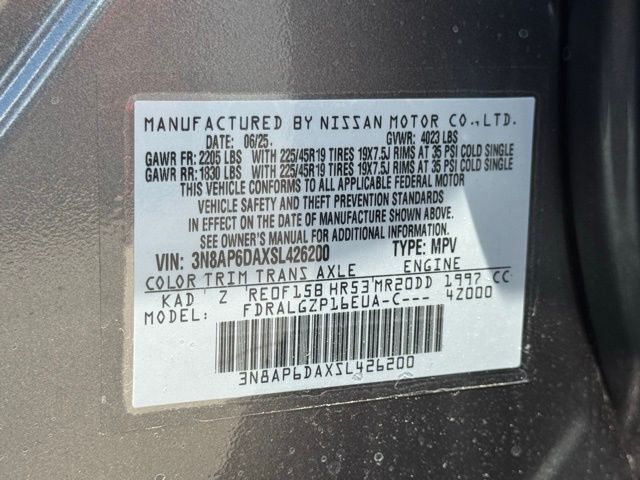 MANUFACTURED BY NISSAN MOTOR CO., LTD.
DATE: 06/25. GVWR: 4023 LBS
GAWR FR: 2205 LBS WITH 225/45R19 TIRES 19X7.5J RIMS AT 35 PSI COLD SINGLE
GAWR RR: 1830 LBS WITH 225/45R19 TIRES 19X7.5J RIMS AT 35 PSI COLD SINGLE
THIS VEHICLE CONFORMS TO ALL APPLICABLE FEDERAL MOTOR
VEHICLE SAFETY AND THEFT PREVENTION STANDARDS
IN EFFECT ON THE DATE OF MANUFACTURE SHOWN ABOVE.
SEE OWNER'S MANUAL FOR ADDITIONAL INFORMATION.
VIN: 3N8AP6DAXSL426200 TYPE: MPV
COLOR TRIM TRANS AXLE ENGINE
KAD Z RE0F15B HR53 MR20DD 1997 CC
MODEL: FDRALGZP16EUA-C--- 4Z000
3N8AP6DAXSL426200